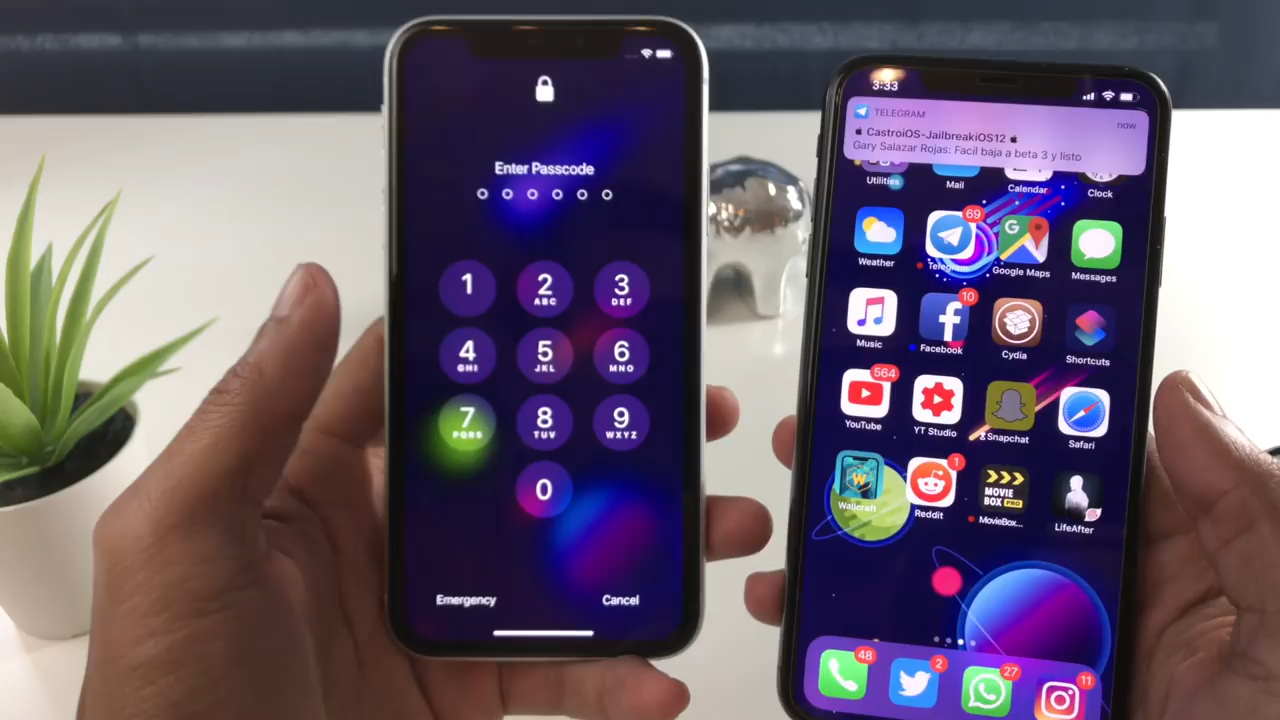 Enter Passcode
1
2
ABC
3
DEF
4
GHI
5
JKL
6
MNO
7
PQRS
8
TUV
9
WXYZ
0
Emergency
Cancel
3:33
TELEGRAM
now
CastroiOS-JailbreakiOS12
Gary Salazar Rojas: Facil baja a beta 3 y listo
Utilities
Mail
Calendar
Clock
69
G
Weather
Telegram
Google Maps
Messages
10
Music
Facebook
Cydia
Shortcuts
564
YouTube
YT Studio
Snapchat
Safari
1
W
MOVIE
BOX PRO
Wallcraft
Reddit
MovieBox...
LifeAfter
48
2
27
11